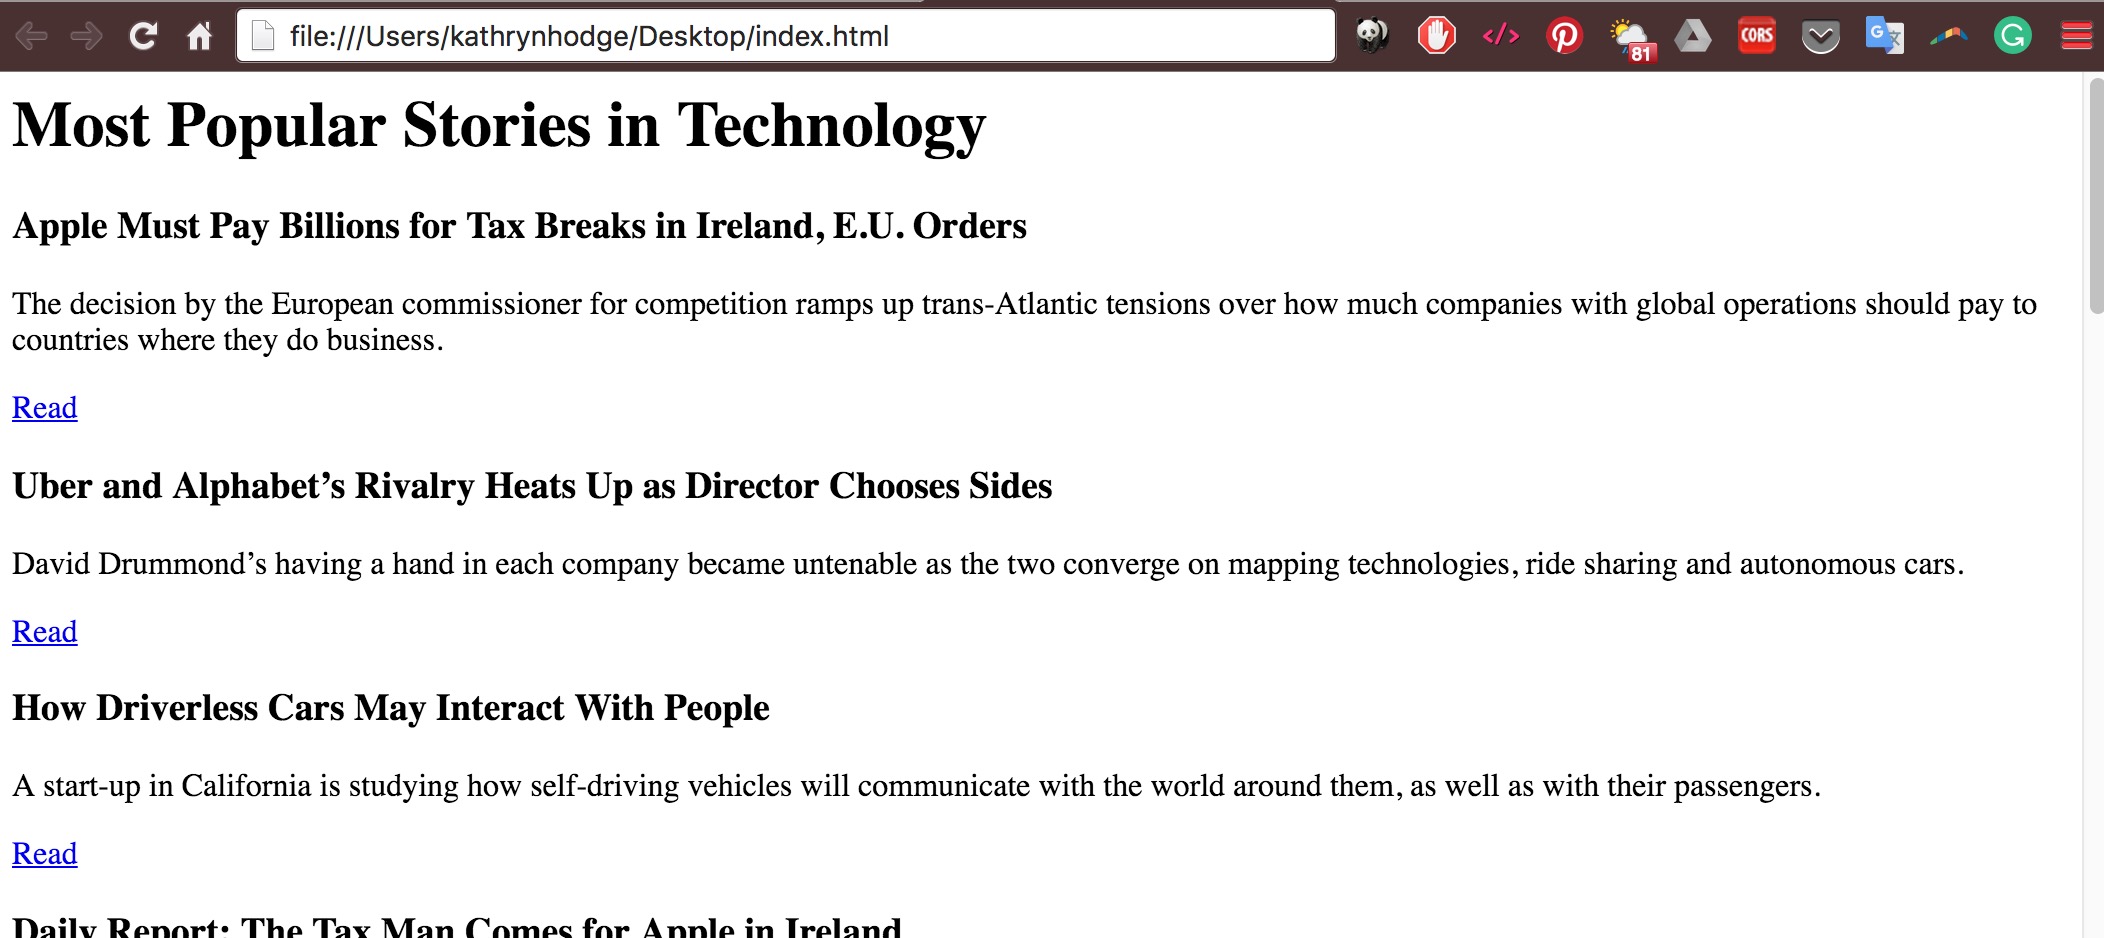 file:///Users/kathrynhodge/Desktop/index.html
81
CORS
Most Popular Stories in Technology
Apple Must Pay Billions for Tax Breaks in Ireland, E.U. Orders
The decision by the European commissioner for competition ramps up trans-Atlantic tensions over how much companies with global operations should pay to
countries where they do business.
Read
Uber and Alphabet’s Rivalry Heats Up as Director Chooses Sides
David Drummond’s having a hand in each company became untenable as the two converge on mapping technologies, ride sharing and autonomous cars.
Read
How Driverless Cars May Interact With People
A start-up in California is studying how self-driving vehicles will communicate with the world around them, as well as with their passengers.
Read
Daily Report: The Tax Man Comes for Apple in Ireland